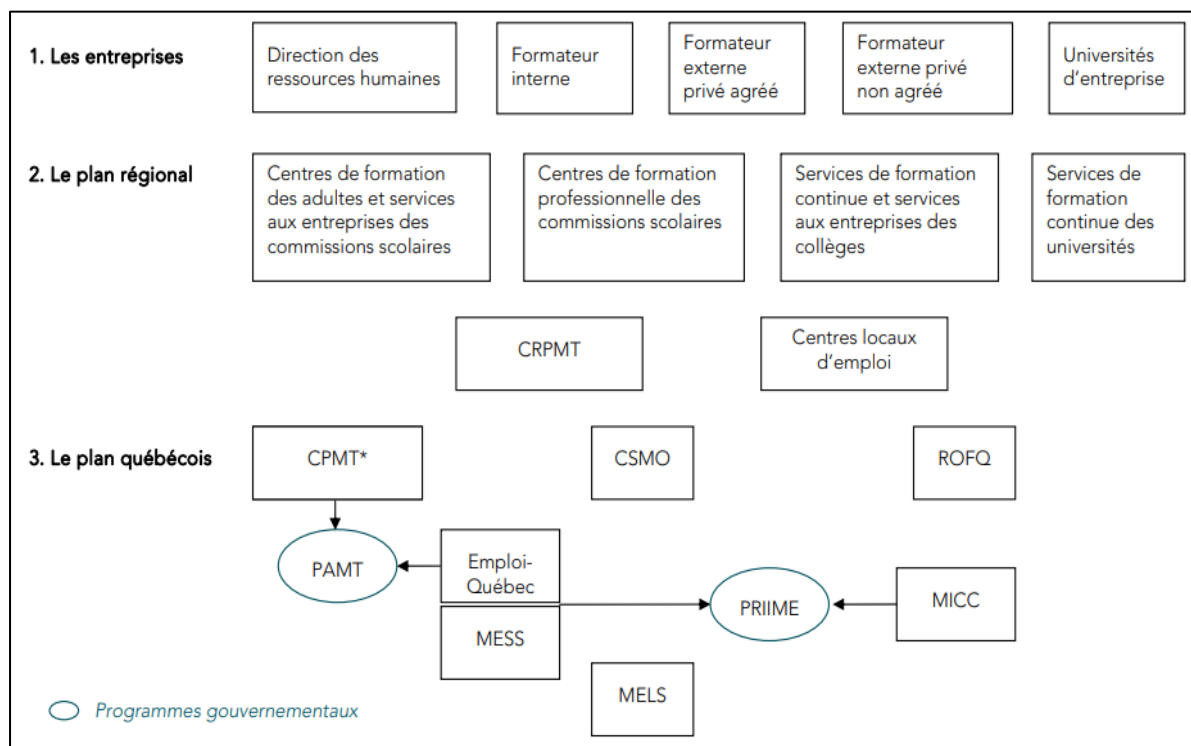 1. Les entreprises
Direction des
ressources humaines
Formateur
interne
Formateur
externe
privé agréé
Formateur
externe privé
non agréé
Universités
d'entreprise
2. Le plan régional
Centres de formation
des adultes et services
aux entreprises des
commissions scolaires
Centres de formation
professionnelle des
commissions scolaires
Services de formation
continue et services
aux entreprises des
collèges
Services de
formation
continue des
universités
CRPMT
Centres locaux
d'emploi
3. Le plan québécois
CPMT*
CSMO
ROFQ
PAMT
Emploi-
Québec
PRIIME
MICC
MESS
MELS
Programmes gouvernementaux